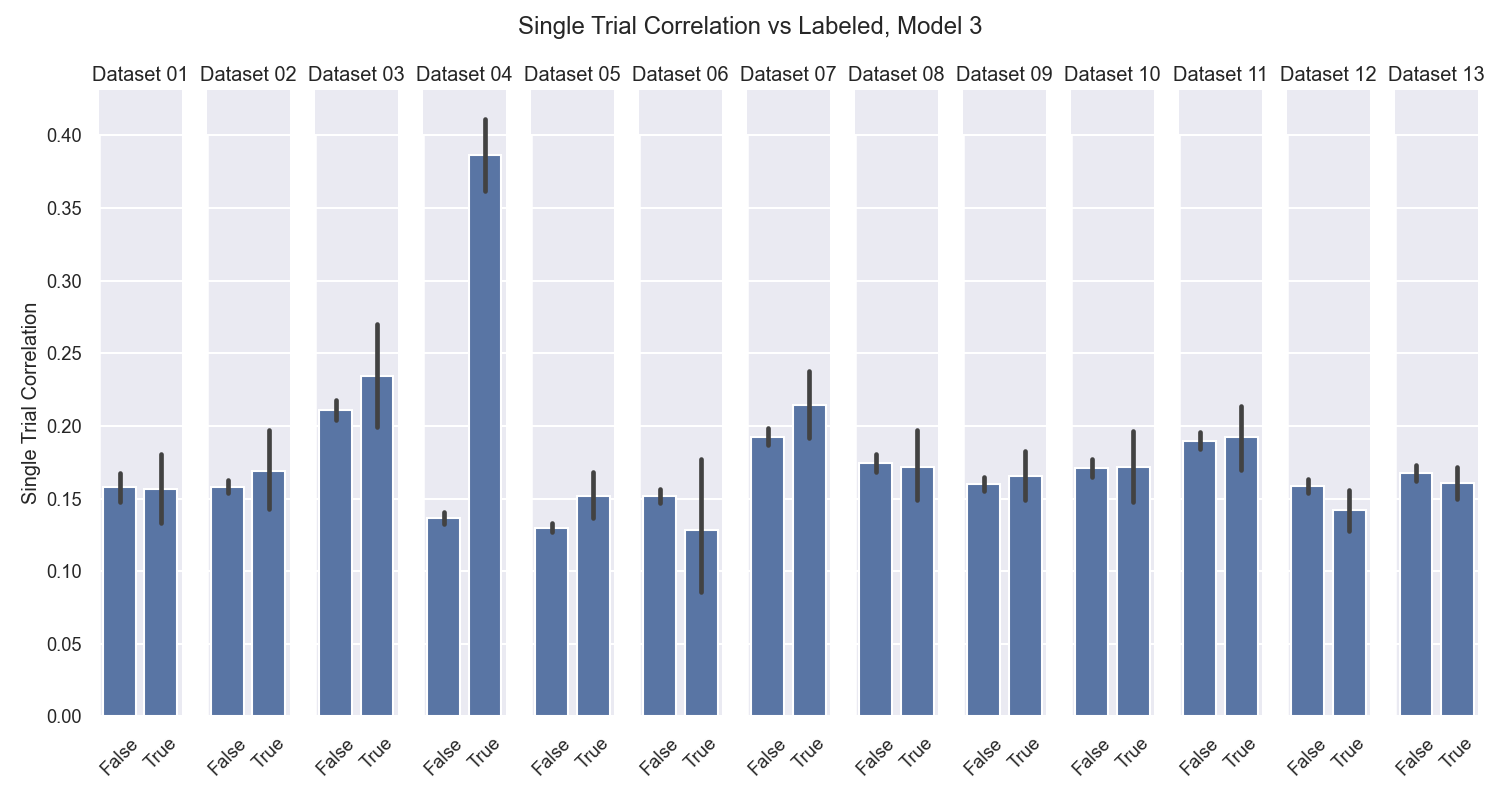 Single Trial Correlation vs Labeled, Model 3
Dataset 01 Dataset 02 Dataset 03 Dataset 04 Dataset 05 Dataset 06 Dataset 07 Dataset 08 Dataset 09 Dataset 10 Dataset 11 Dataset 12 Dataset 13
Single Trial Correlation
0.40
0.35
0.30
0.25
0.20
0.15
0.10
0.05
0.00
False True False True False True False True False True False True False True False True False True False True False True False True False True